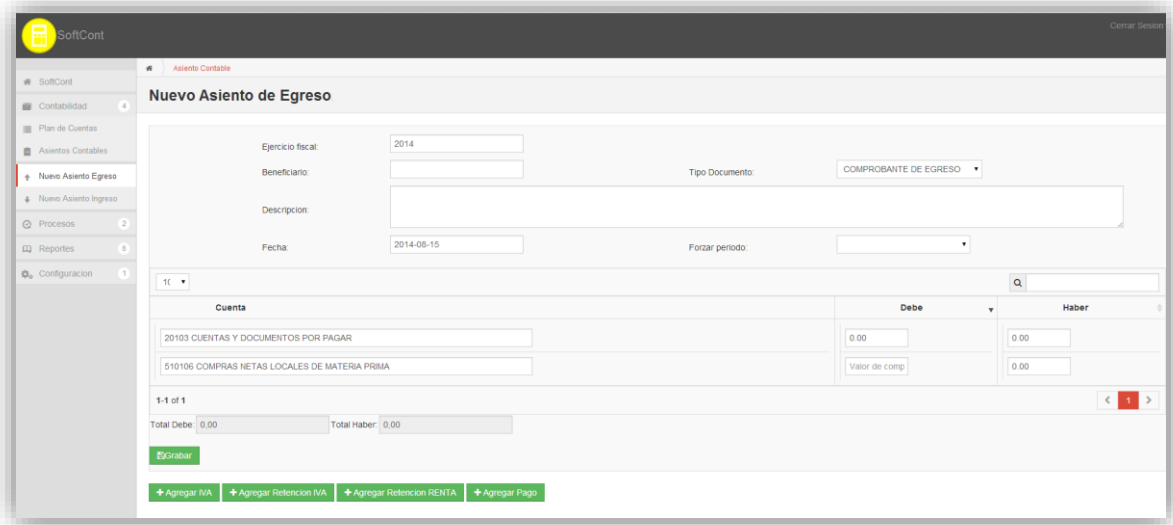 SoftCont
Cerrar Sesion
SoftCont
Contabilidad 4
Plan de Cuentas
Asientos Contables
Nuevo Asiento Egreso
Nuevo Asiento Ingreso
Procesos 2
Reportes 8
Configuracion 1
Asiento Contable
Nuevo Asiento de Egreso
Ejercicio fiscal: 2014
Beneficiario: Tipo Documento: COMPROBANTE DE EGRESO
Descripcion:
Fecha: 2014-08-15 Forzar periodo:
Cuenta Debe Haber
20103 CUENTAS Y DOCUMENTOS POR PAGAR 0.00 0.00
510106 COMPRAS NETAS LOCALES DE MATERIA PRIMA Valor de comp 0.00
1-1 of 1 < 1 >
Total Debe: 0,00 Total Haber: 0,00
Grabar
+ Agregar IVA + Agregar Retencion IVA + Agregar Retencion RENTA + Agregar Pago